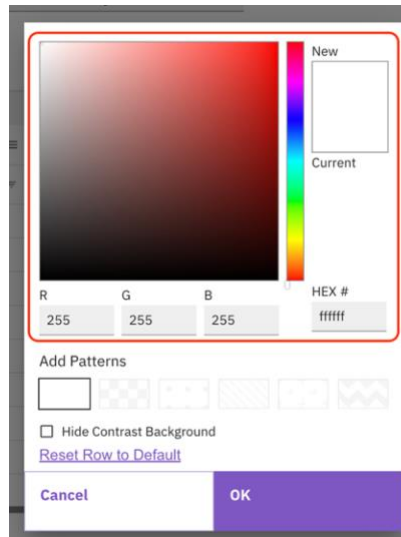 New
Current
R G B HEX #
255 255 255 ffffff
Add Patterns
Hide Contrast Background
Reset Row to Default
Cancel OK